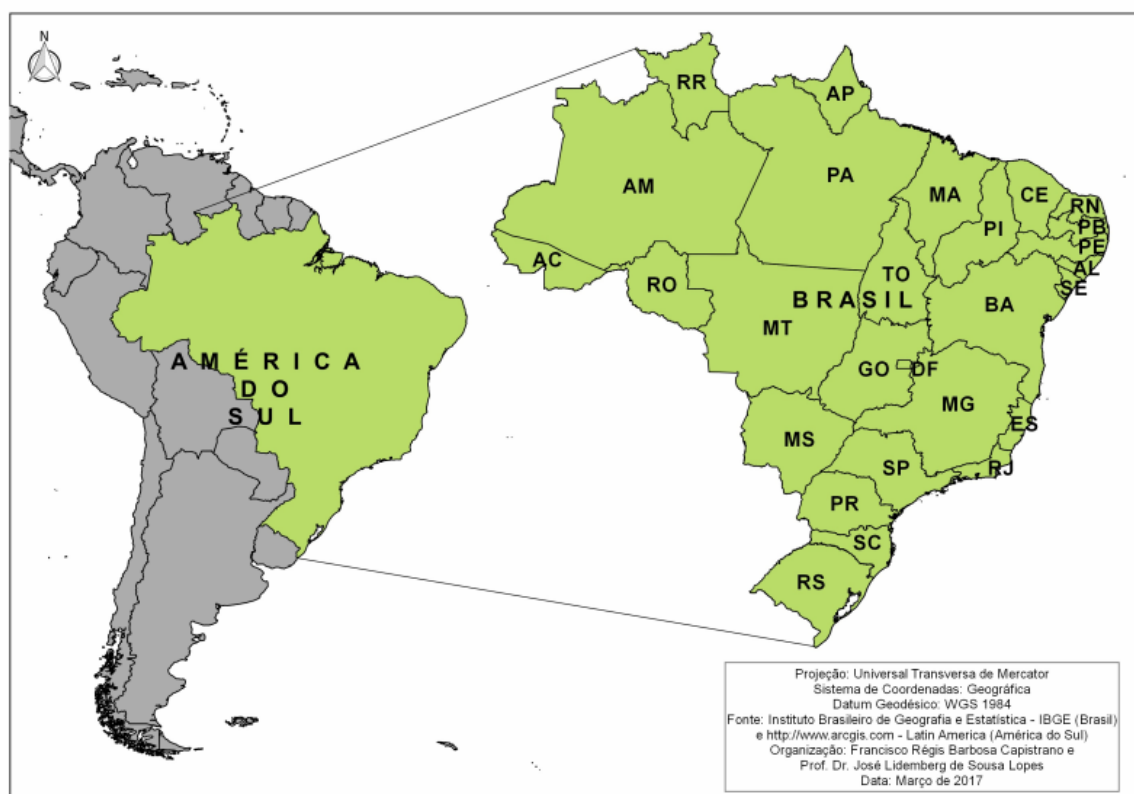 N
RR
AP
AM
PA
MA
CE
RN
PI
PB
PE
AC
AL
TO
SE
RO
BRASIL
BA
MT
AMÉRICA
DO
SUL
GO
DF
MG
ES
MS
SP
RJ
PR
SC
RS
Projeção: Universal Transversa de Mercator
Sistema de Coordenadas: Geográfica
Datum Geodésico: WGS 1984
Fonte: Instituto Brasileiro de Geografia e Estatística - IBGE (Brasil)
e http://www.arcgis.com - Latin America (América do Sul)
Organização: Francisco Régis Barbosa Capistrano e
Prof. Dr. José Lidemberg de Sousa Lopes
Data: Março de 2017